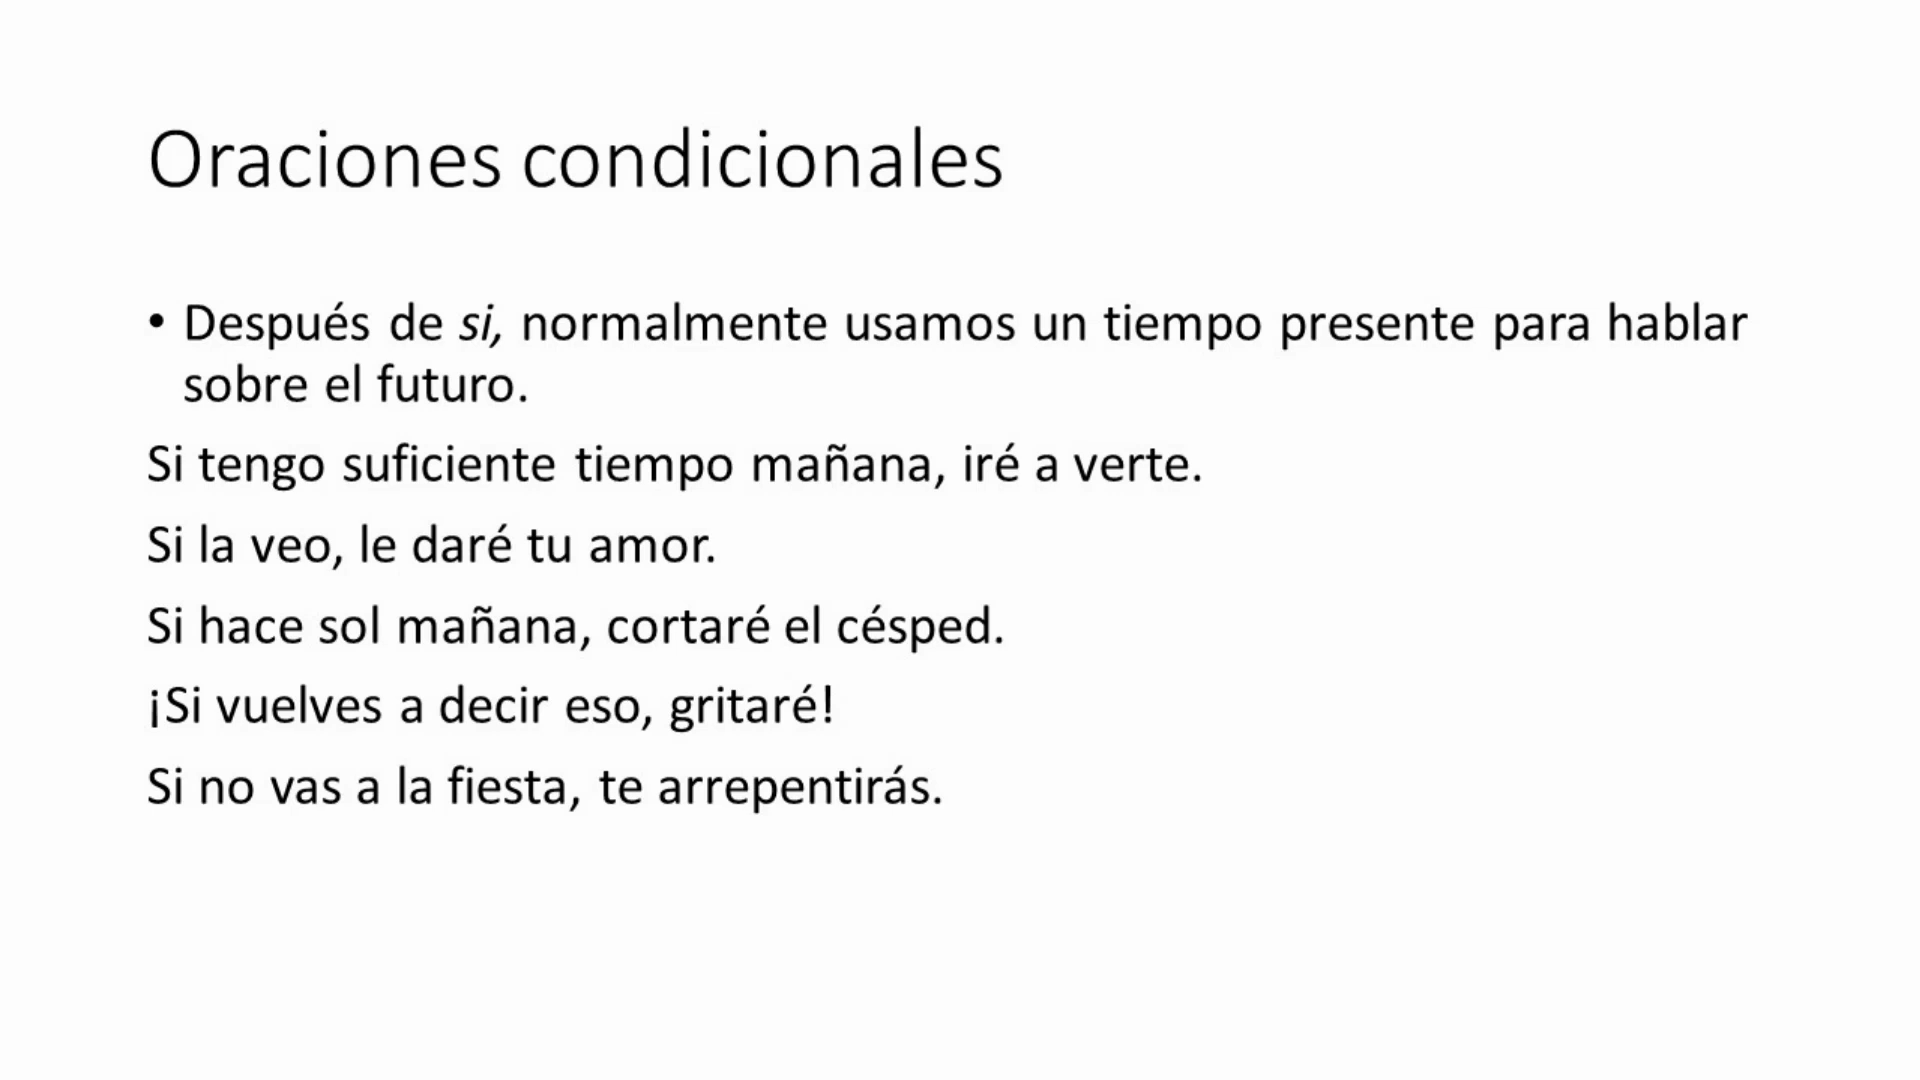 Oraciones condicionales
• Después de si, normalmente usamos un tiempo presente para hablar
sobre el futuro.
Si tengo suficiente tiempo mañana, iré a verte.
Si la veo, le daré tu amor.
Si hace sol mañana, cortaré el césped.
¡Si vuelves a decir eso, gritaré!
Si no vas a la fiesta, te arrepentirás.